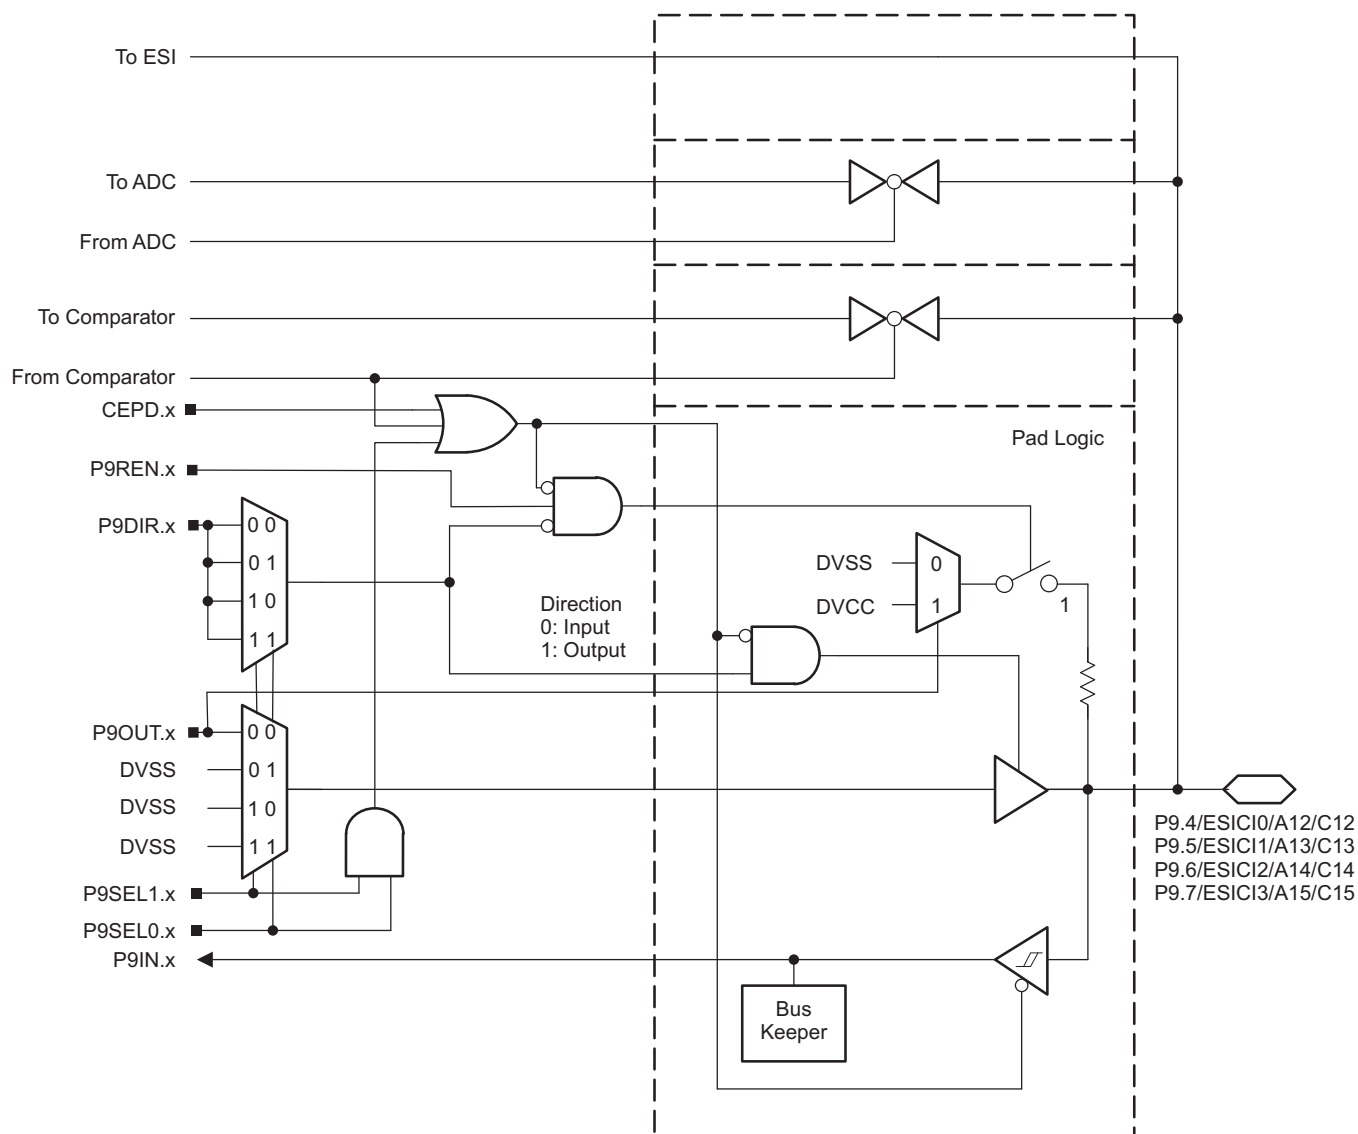 To ESI
To ADC
From ADC
To Comparator
From Comparator
CEPD.x
Pad Logic
P9REN.x
P9DIR.x
0 0
0 1
1 0
1 1
Direction
0: Input
1: Output
DVSS
0
DVCC
1
1
P9OUT.x
0 0
DVSS
0 1
DVSS
1 0
DVSS
1 1
P9.4/ESICI0/A12/C12
P9.5/ESICI1/A13/C13
P9.6/ESICI2/A14/C14
P9.7/ESICI3/A15/C15
P9SEL1.x
P9SEL0.x
P9IN.x
Bus
Keeper